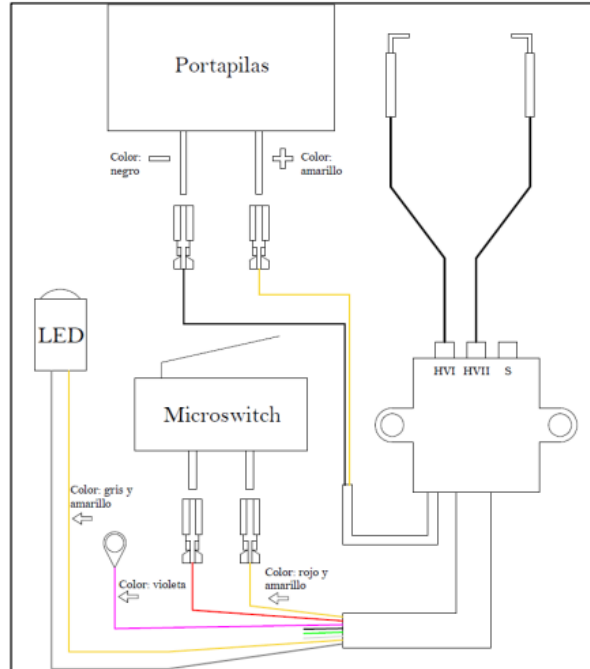 Portapilas
Color:
negro
Color:
amarillo
LED
HVI
HVII
S
Microswitch
Color: gris y
amarillo
Color: violeta
Color: rojo y
amarillo